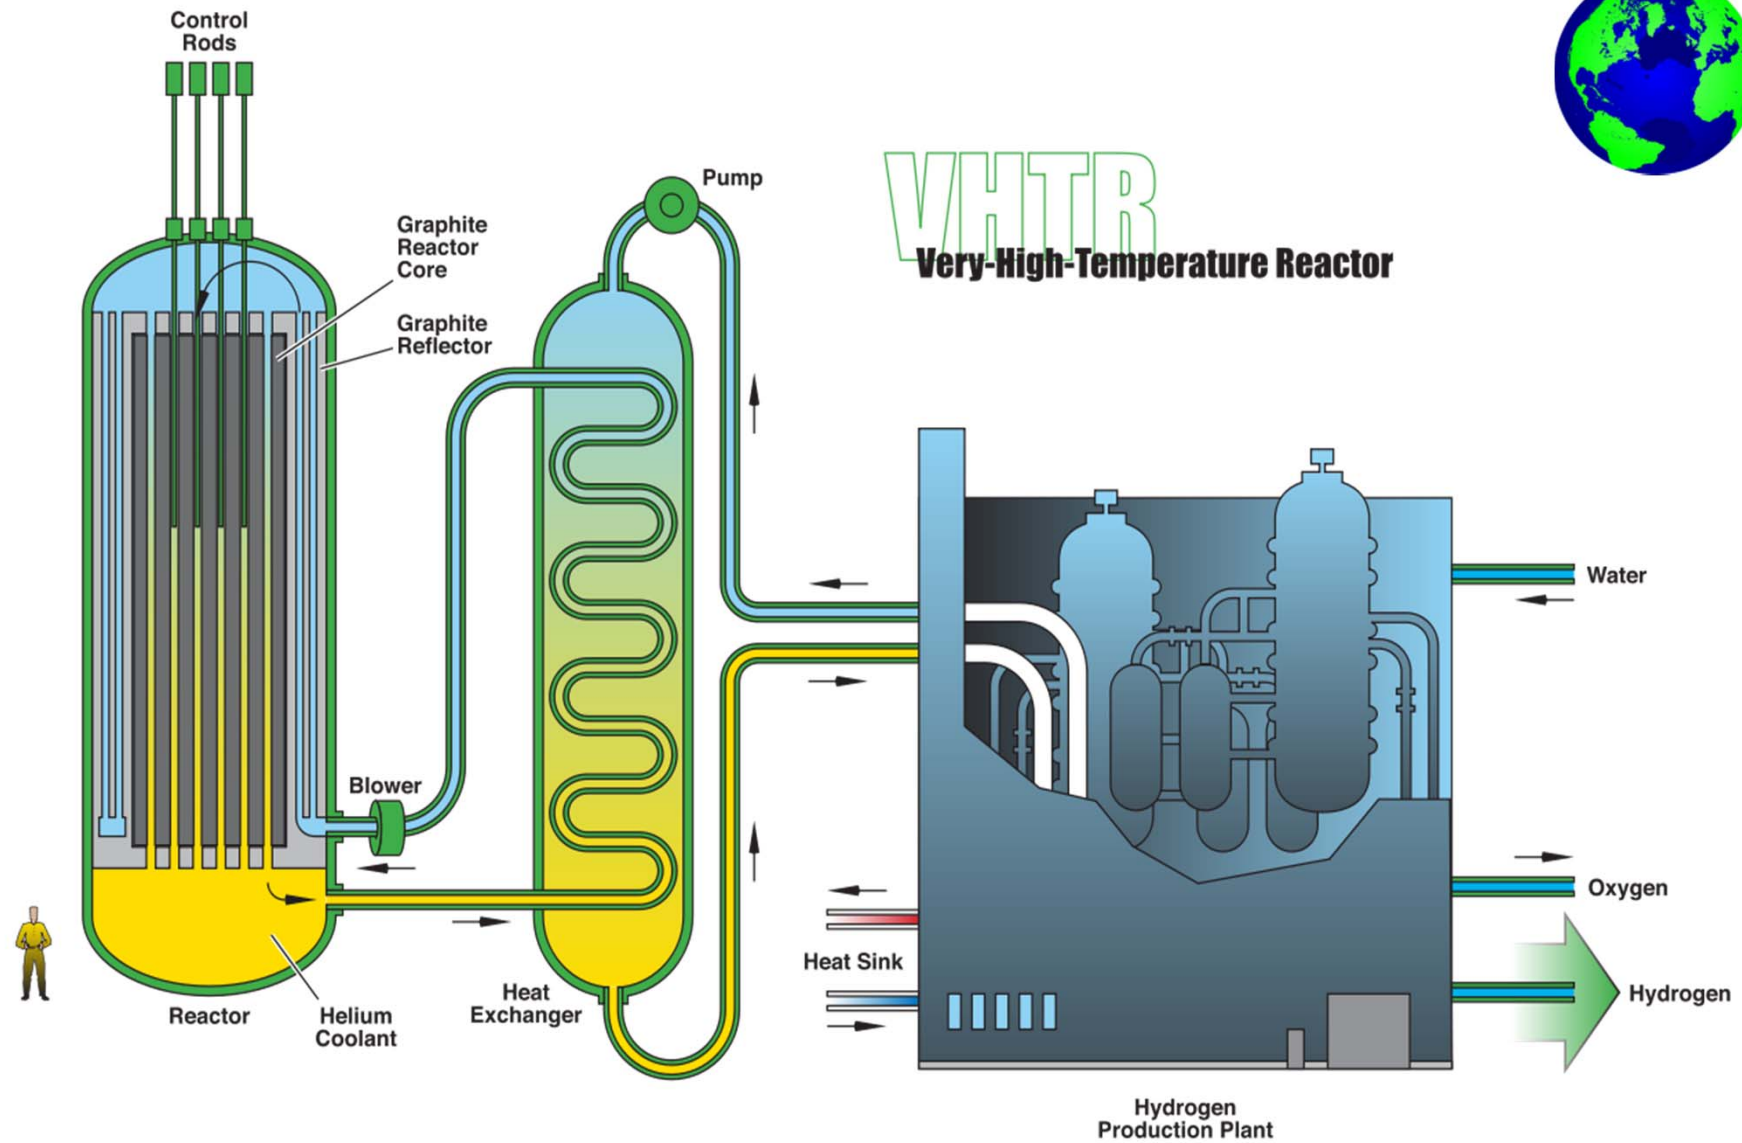 Control
Rods
Pump
VHTR
Very-High-Temperature Reactor
Graphite
Reactor
Core
Graphite
Reflector
Blower
Water
Oxygen
Heat Sink
Hydrogen
Reactor
Helium
Coolant
Heat
Exchanger
Hydrogen
Production Plant